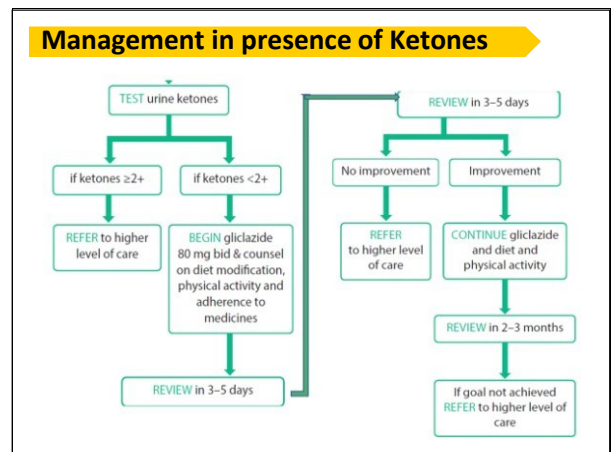 Management in presence of Ketones
TEST urine ketones
if ketones ≥2+
if ketones <2+
REFER to higher
level of care
BEGIN gliclazide
80 mg bid & counsel
on diet modification,
physical activity and
adherence to
medicines
REVIEW in 3–5 days
REVIEW in 3–5 days
No improvement
Improvement
REFER
to higher level
of care
CONTINUE gliclazide
and diet and
physical activity
REVIEW in 2–3 months
If goal not achieved
REFER to higher level of
care